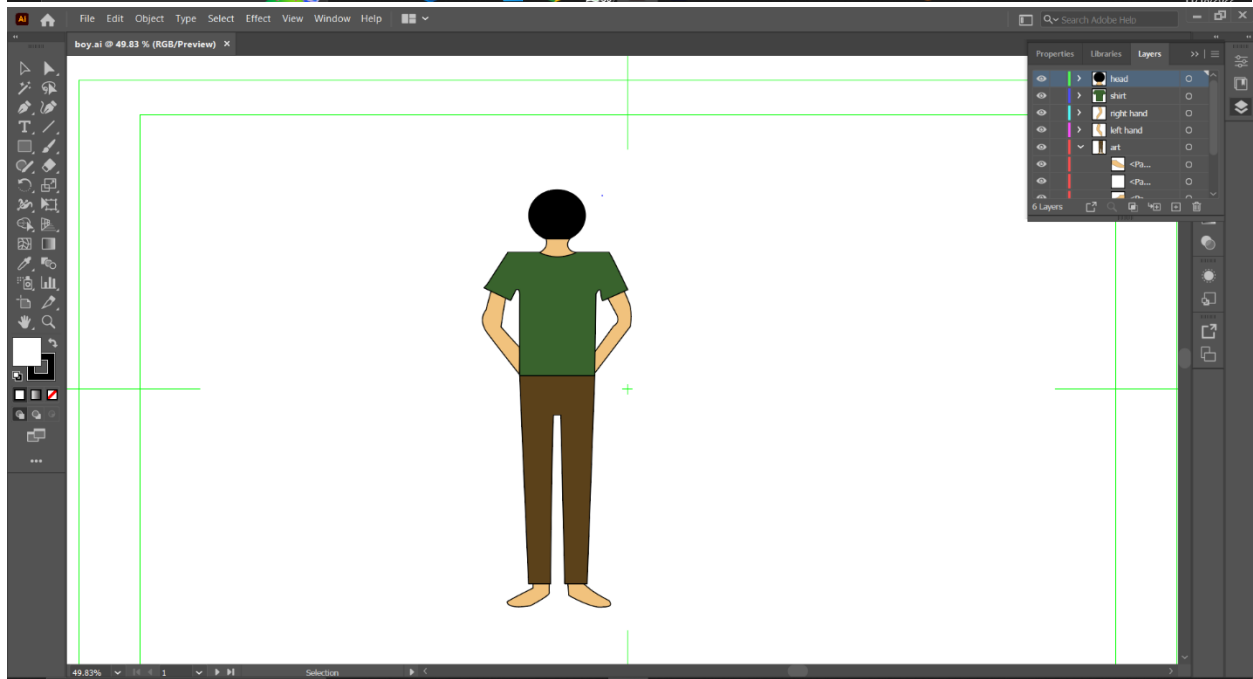 Ai File Edit Object Type Select Effect View Window Help
Search Adobe Help
boy.ai @ 49.83 % (RGB/Preview) ×
Properties Libraries Layers
head
shirt
right hand
left hand
art
<Pa...
<Pa...
6 Layers
49.83% 1 Selection